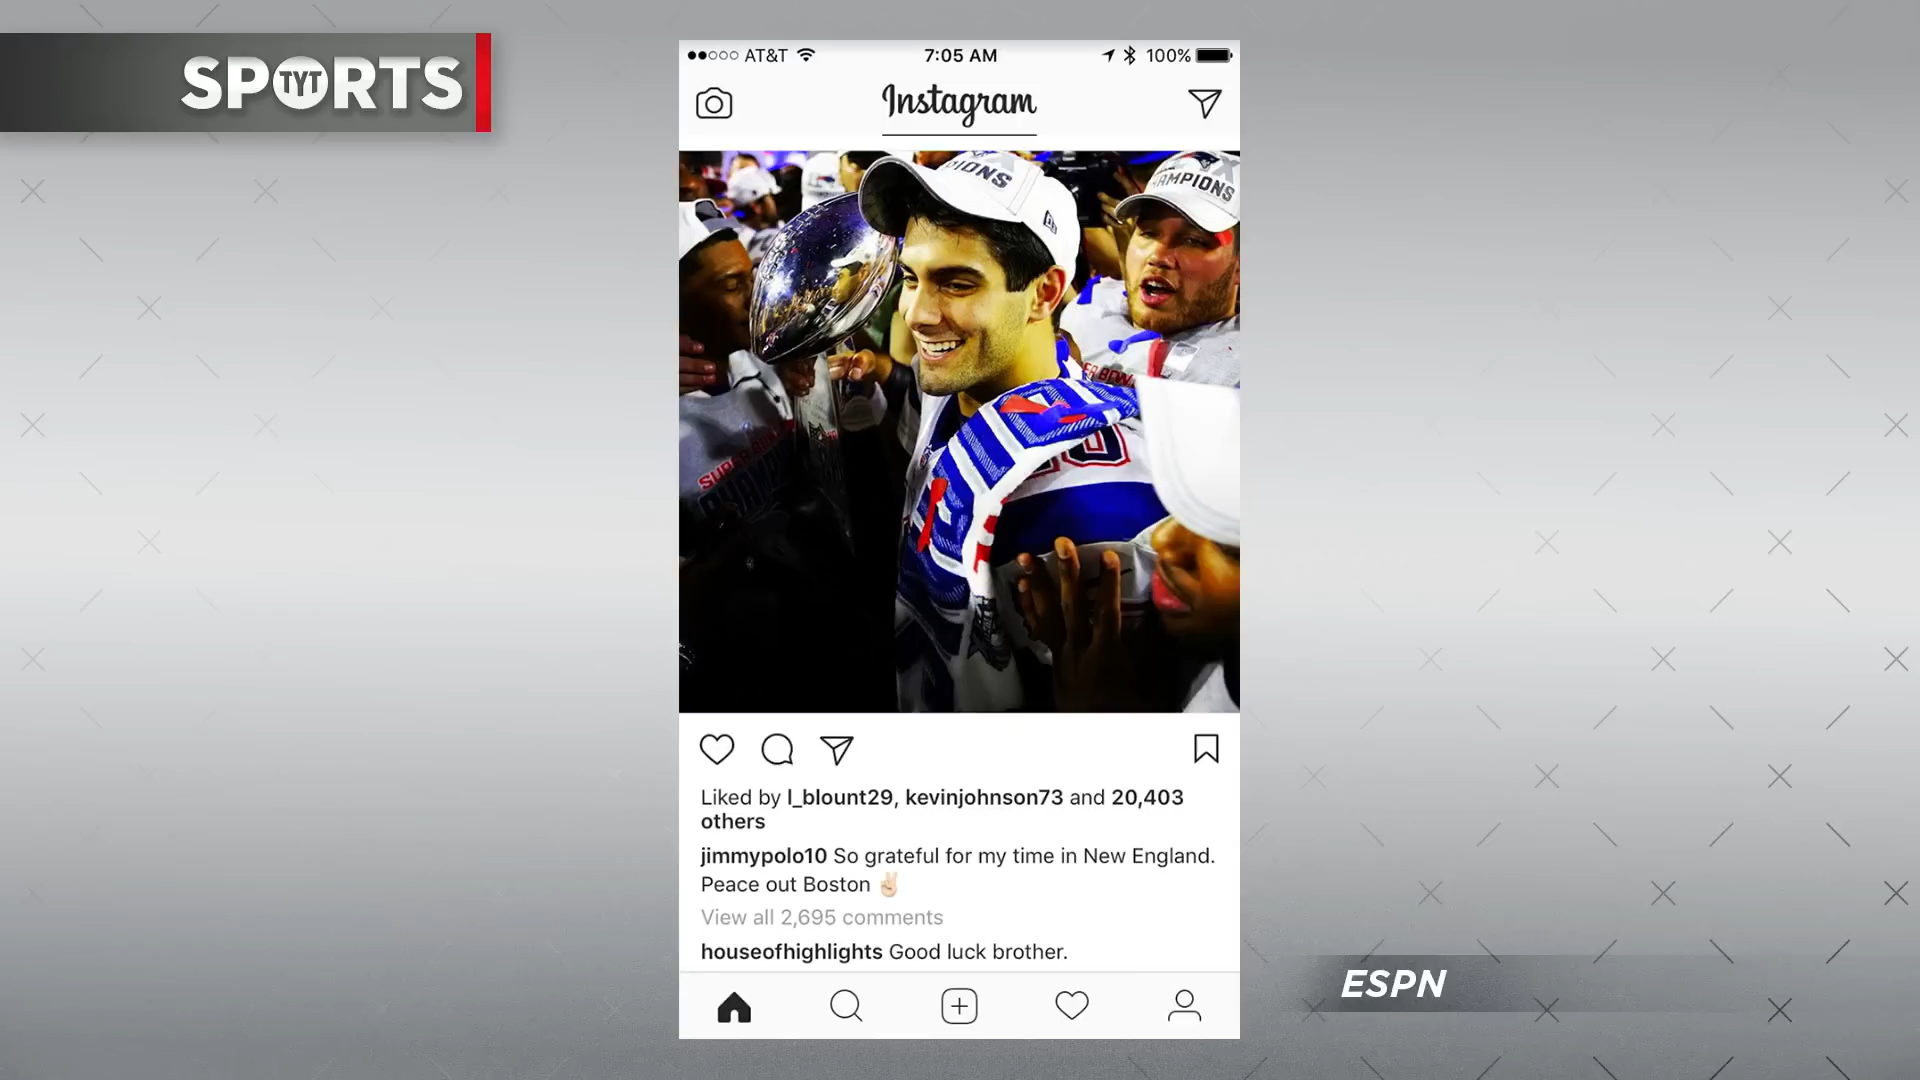 SPORTS
TYT
AT&T 7:05 AM 100%
Instagram
IONS
AMPIONS
SUPER
Liked by l_blount29, kevinjohnson73 and 20,403
others
jimmypolo10 So grateful for my time in New England.
Peace out Boston ✌🏻
View all 2,695 comments
houseofhighlights Good luck brother.
ESPN